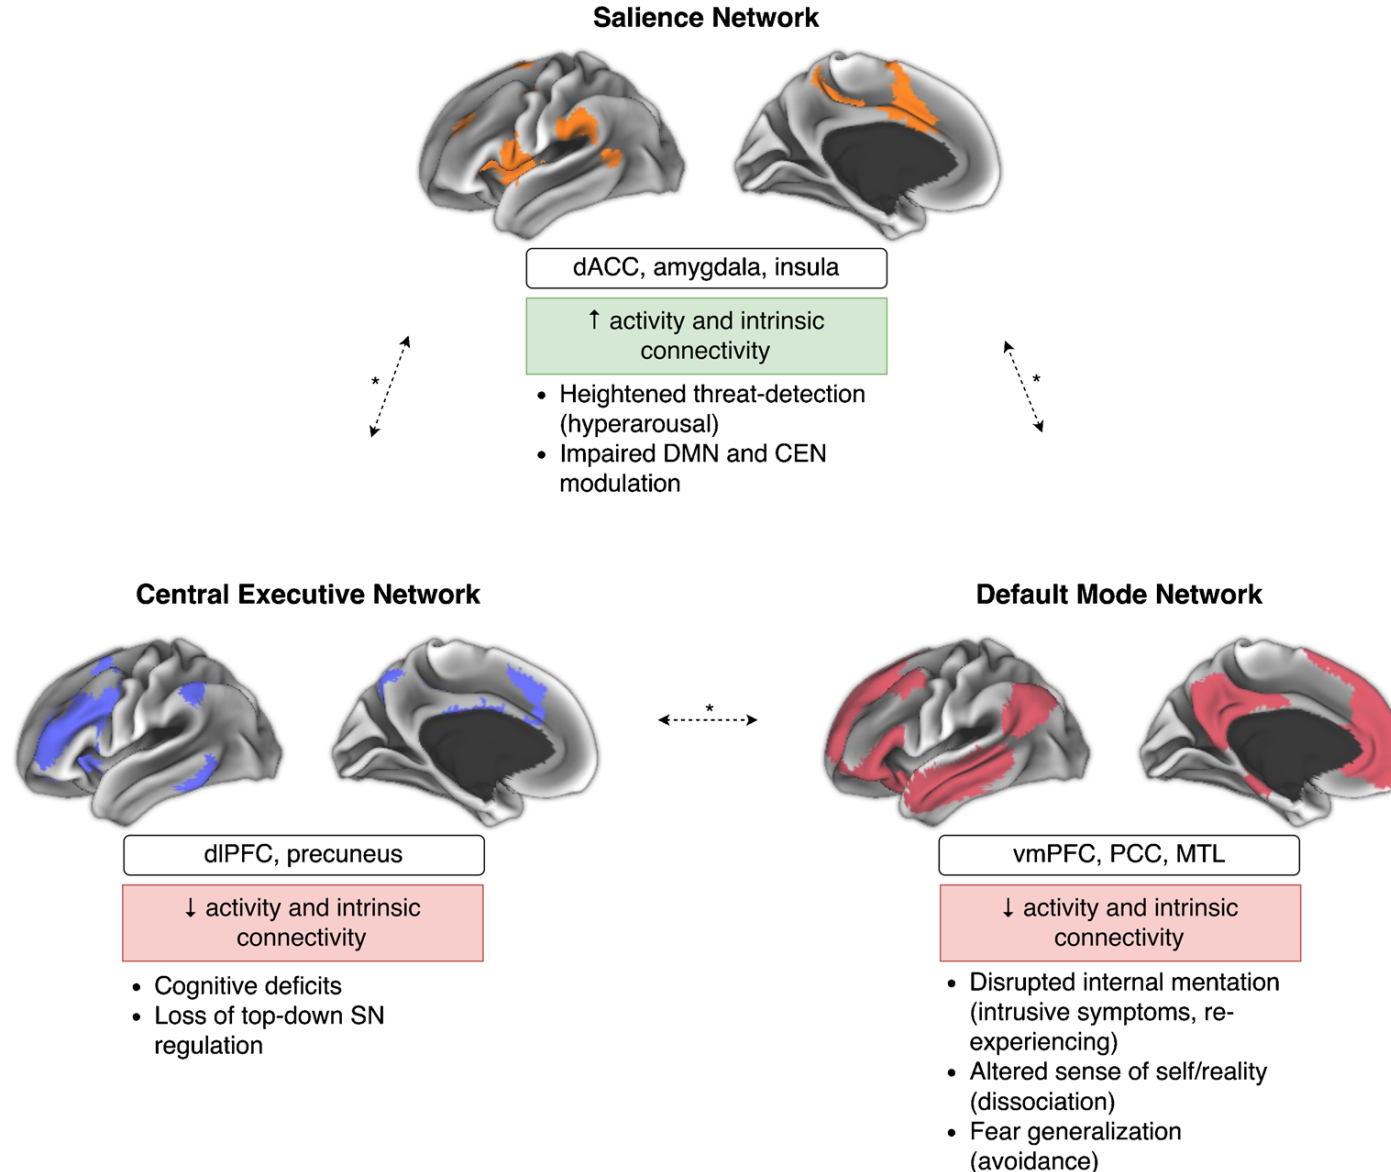 Salience Network
dACC, amygdala, insula
↑ activity and intrinsic
connectivity
• Heightened threat-detection
(hyperarousal)
• Impaired DMN and CEN
modulation
*
*
Central Executive Network
dlPFC, precuneus
↓ activity and intrinsic
connectivity
• Cognitive deficits
• Loss of top-down SN
regulation
*
Default Mode Network
vmPFC, PCC, MTL
↓ activity and intrinsic
connectivity
• Disrupted internal mentation
(intrusive symptoms, re-
experiencing)
• Altered sense of self/reality
(dissociation)
• Fear generalization
(avoidance)